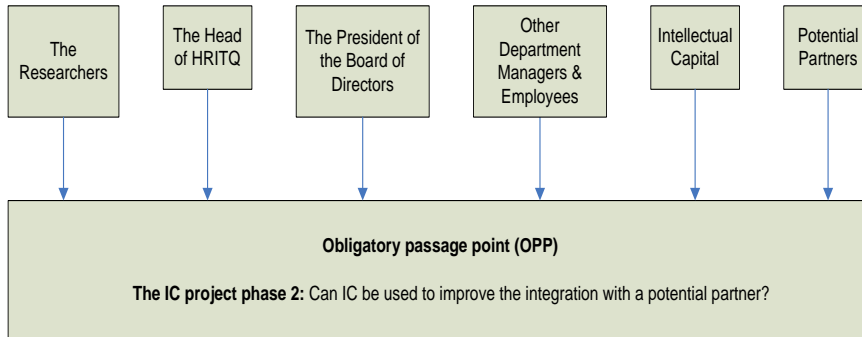 The
Researchers
The Head
of HRITQ
The President of
the Board of
Directors
Other
Department
Managers &
Employees
Intellectual
Capital
Potential
Partners
Obligatory passage point (OPP)
The IC project phase 2: Can IC be used to improve the integration with a potential partner?